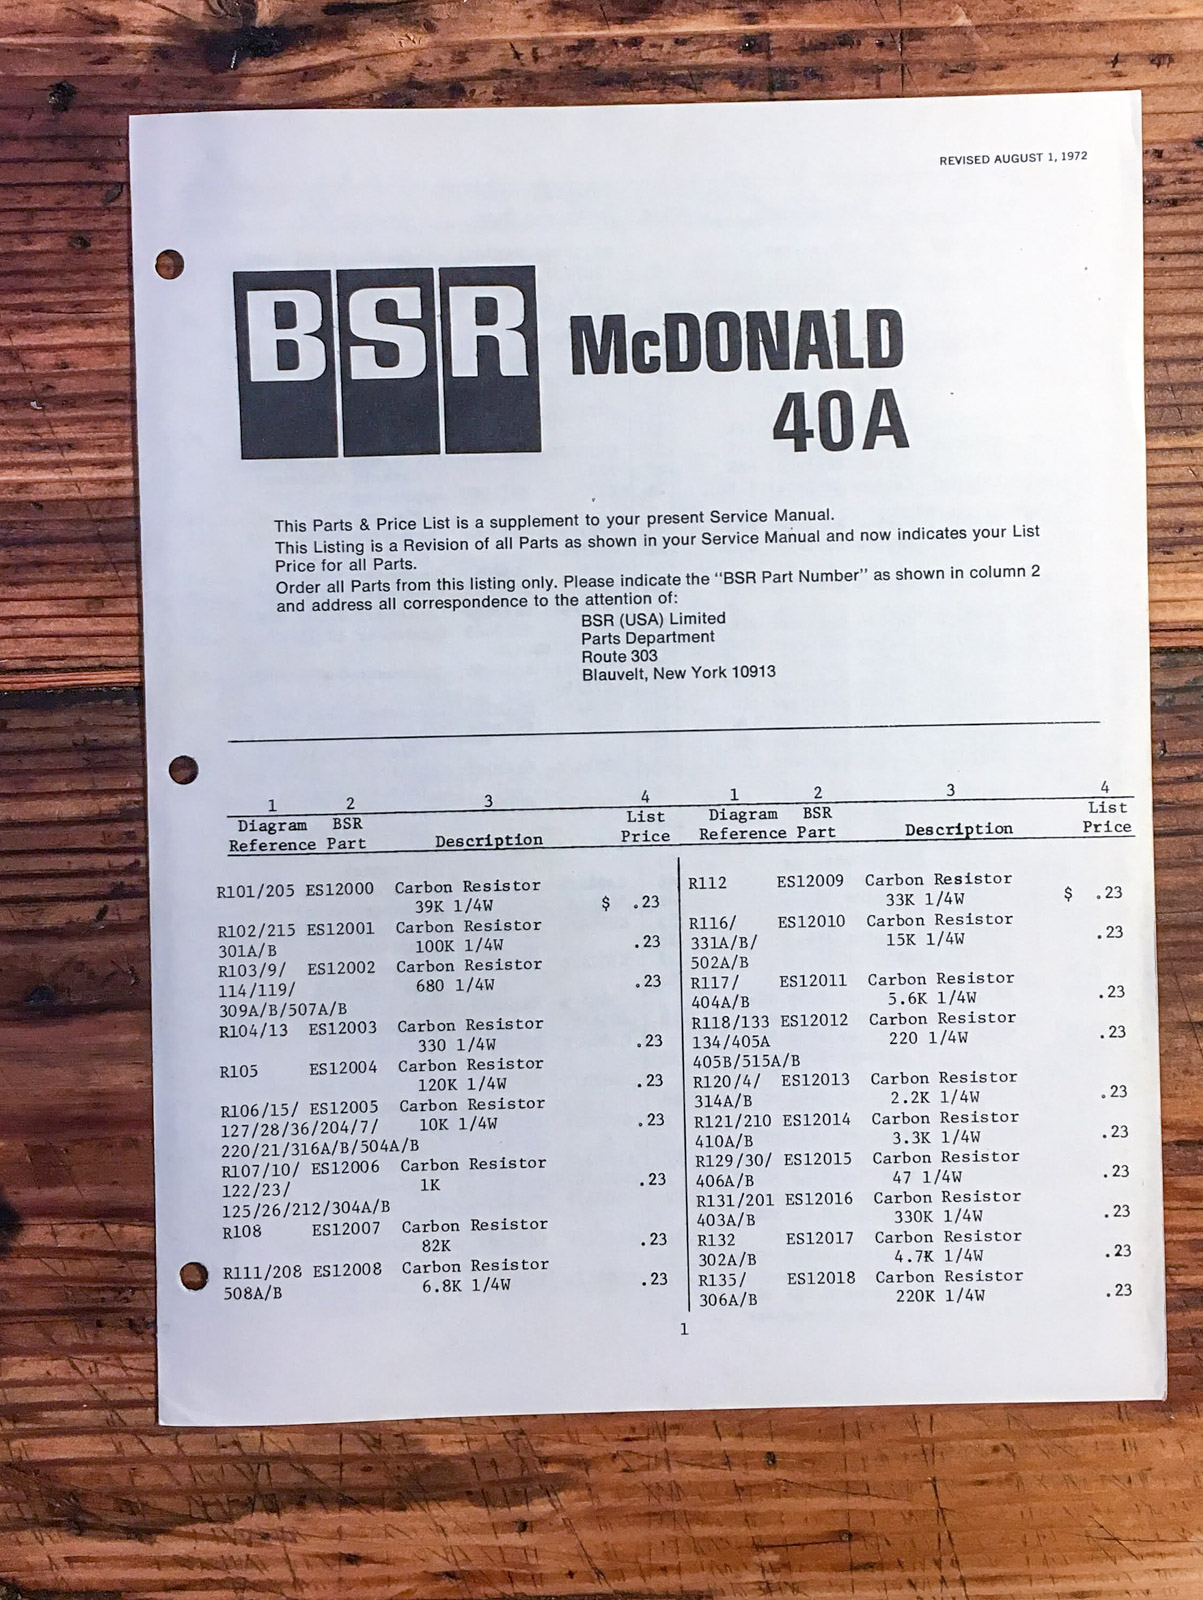 REVISED AUGUST 1, 1972
BSR McDONALD
40A
This Parts & Price List is a supplement to your present Service Manual.
This Listing is a Revision of all Parts as shown in your Service Manual and now indicates your List
Price for all Parts.
Order all Parts from this listing only. Please indicate the "BSR Part Number" as shown in column 2
and address all correspondence to the attention of:
BSR (USA) Limited
Parts Department
Route 303
Blauvelt, New York 10913
1 2 3 4
Diagram BSR List
Reference Part Description Price
R101/205 ES12000 Carbon Resistor
39K 1/4W $ .23
R102/215 ES12001 Carbon Resistor
301A/B 100K 1/4W .23
R103/9/ ES12002 Carbon Resistor
114/119/ 680 1/4W .23
309A/B/507A/B
R104/13 ES12003 Carbon Resistor
330 1/4W .23
R105 ES12004 Carbon Resistor
120K 1/4W .23
R106/15/ ES12005 Carbon Resistor
127/28/36/204/7/ 10K 1/4W .23
220/21/316A/B/504A/B
R107/10/ ES12006 Carbon Resistor
122/23/ 1K .23
125/26/212/304A/B
R108 ES12007 Carbon Resistor
82K .23
R111/208 ES12008 Carbon Resistor
508A/B 6.8K 1/4W .23
1 2 3 4
Diagram BSR List
Reference Part Description Price
R112 ES12009 Carbon Resistor
33K 1/4W $ .23
R116/ ES12010 Carbon Resistor
331A/B/ 15K 1/4W .23
502A/B
R117/ ES12011 Carbon Resistor
404A/B 5.6K 1/4W .23
R118/133 ES12012 Carbon Resistor
134/405A 220 1/4W .23
405B/515A/B
R120/4/ ES12013 Carbon Resistor
314A/B 2.2K 1/4W .23
R121/210 ES12014 Carbon Resistor
410A/B 3.3K 1/4W .23
R129/30/ ES12015 Carbon Resistor
406A/B 47 1/4W .23
R131/201 ES12016 Carbon Resistor
403A/B 330K 1/4W .23
R132 ES12017 Carbon Resistor
302A/B 4.7K 1/4W .23
R135/ ES12018 Carbon Resistor
306A/B 220K 1/4W .23
1